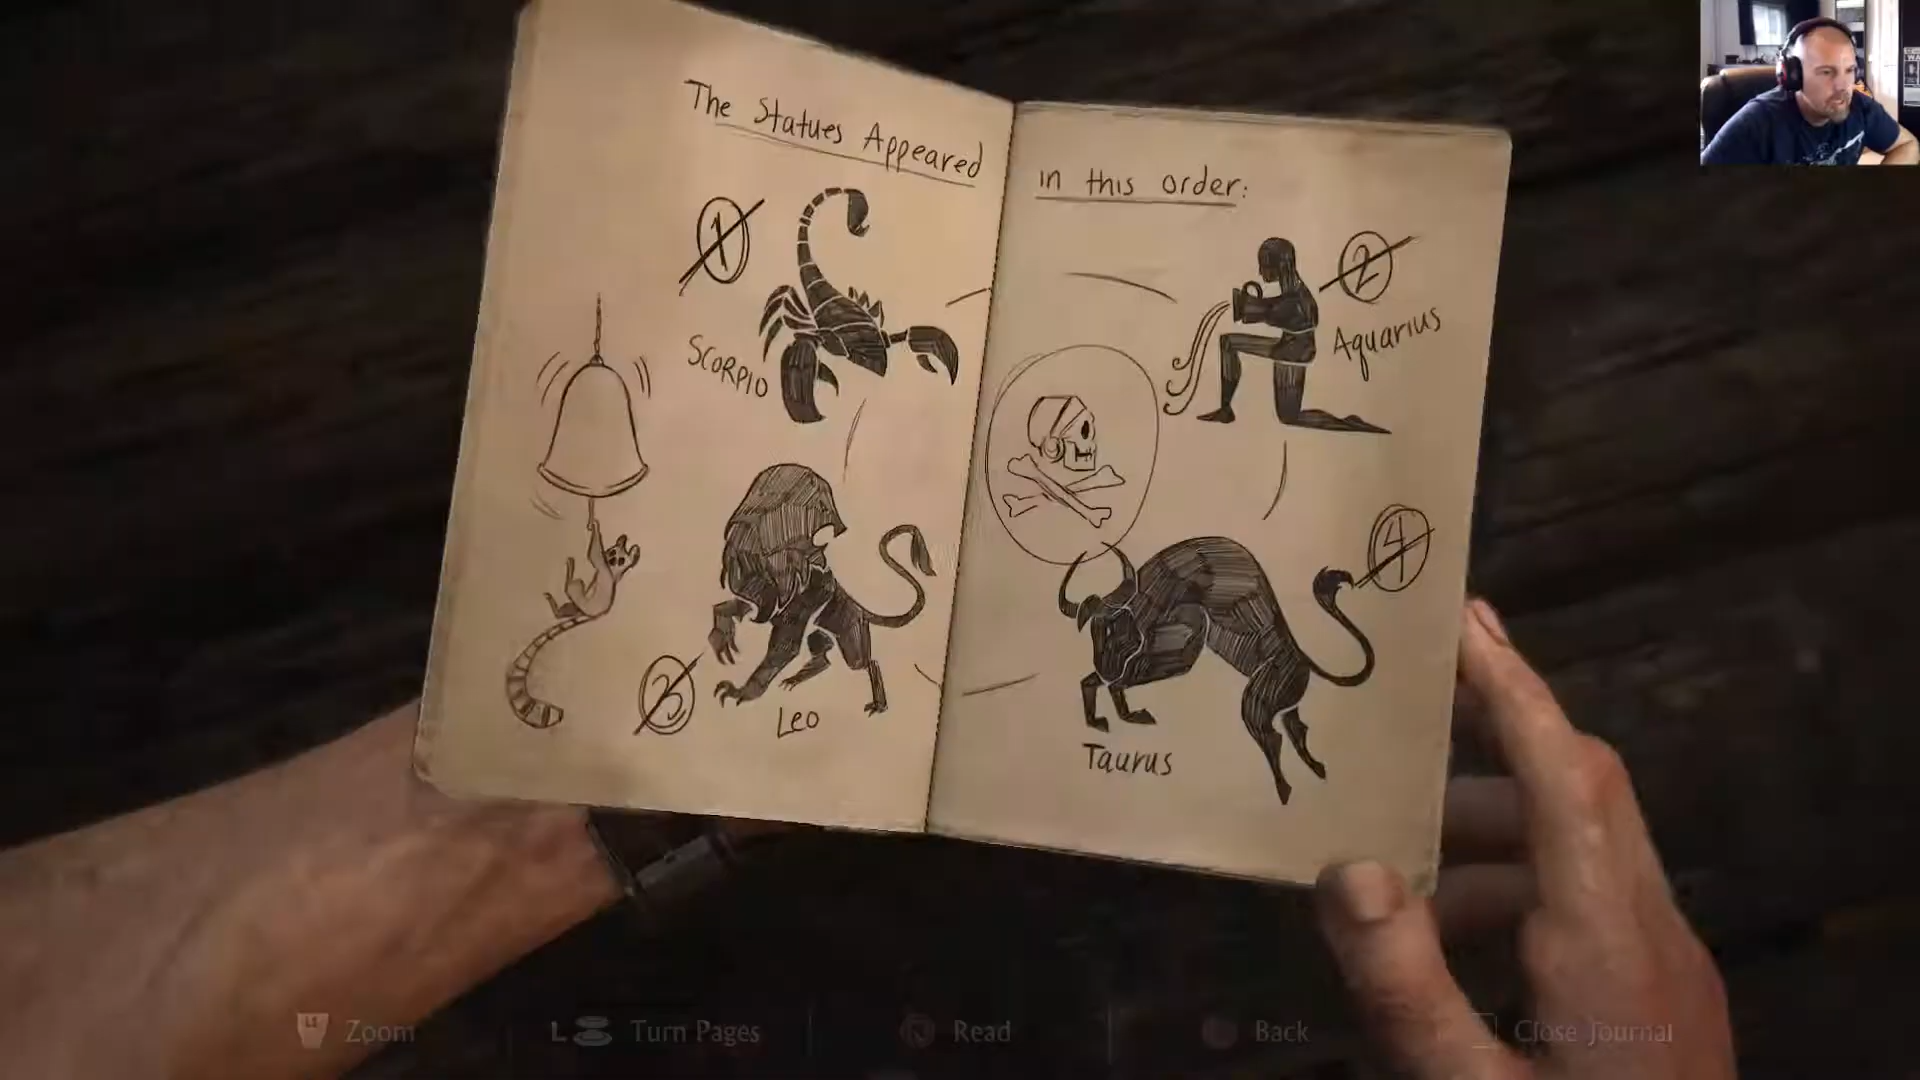 The Statues Appeared
in this order:
1
2
Scorpio
Aquarius
3
Leo
4
Taurus
L1 Zoom
L Turn Pages
Read
Back
Close Journal